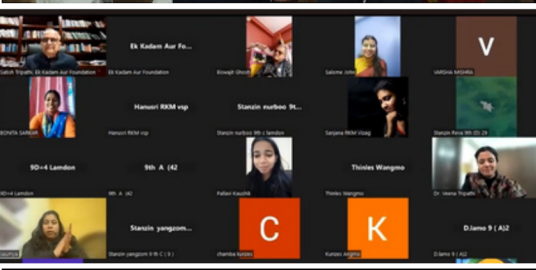 Ek Kadam Aur Fo...
V
Satish Tripathi, Ek Kadam Aur Foundation
Ek Kadam Aur Foundation
Biswajit Ghosh
Salome John
VARSHA MISHRA
Hanusri RKM vsp
Stanzin nurboo 9t...
BONITA SARKAR
Hanusri RKM vsp
Stanzin nurboo 9th c lamdon
Sanjana RKM Vizag
9D=4 Lamdon
9th A (42
Thinles Wangmo
9D=4 Lamdon
9th A (42
Pallavi Kaushik
Thinles Wangmo
Dr. Veena Tripathi
Stanzin yangzom...
C
K
D.lamo 9 ( A)2
Stanzin yangzom 9 th C ( 9 )
chamba kunzes
Kunzes Angmo
D.lamo 9 ( A)2